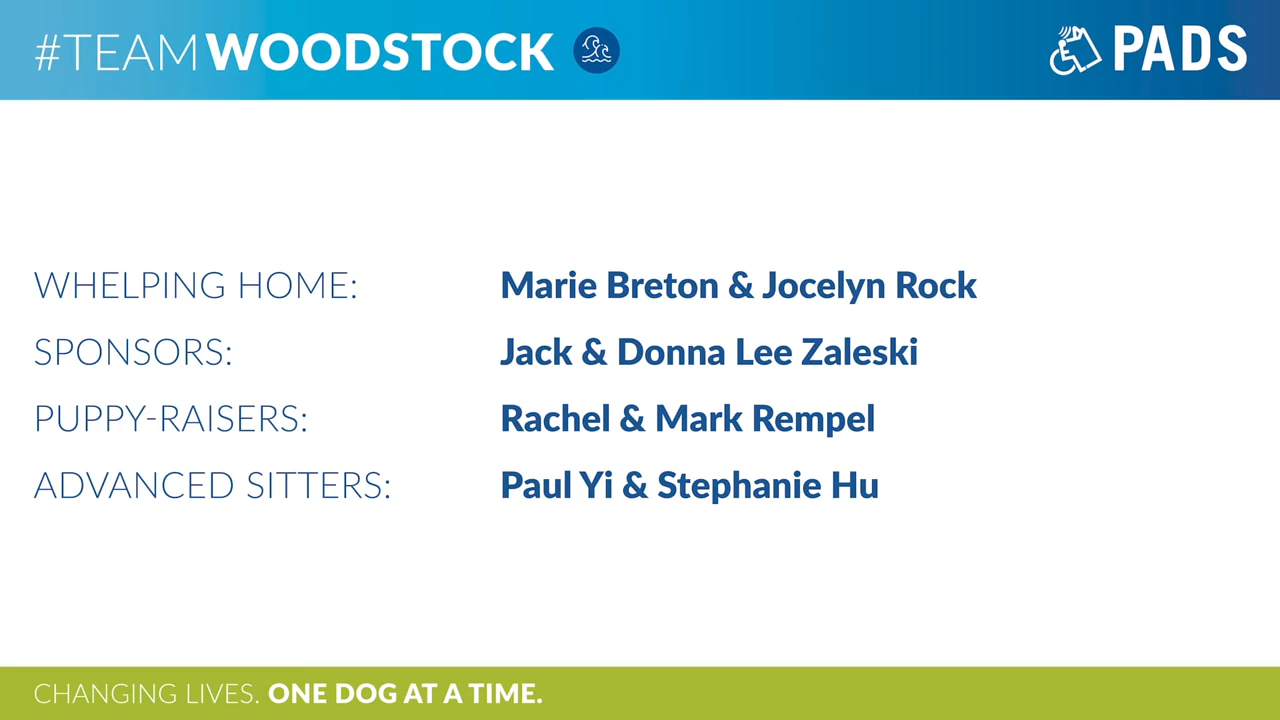 #TEAMWOODSTOCK
PADS
WHELPING HOME: Marie Breton & Jocelyn Rock
SPONSORS: Jack & Donna Lee Zaleski
PUPPY-RAISERS: Rachel & Mark Rempel
ADVANCED SITTERS: Paul Yi & Stephanie Hu
CHANGING LIVES. ONE DOG AT A TIME.